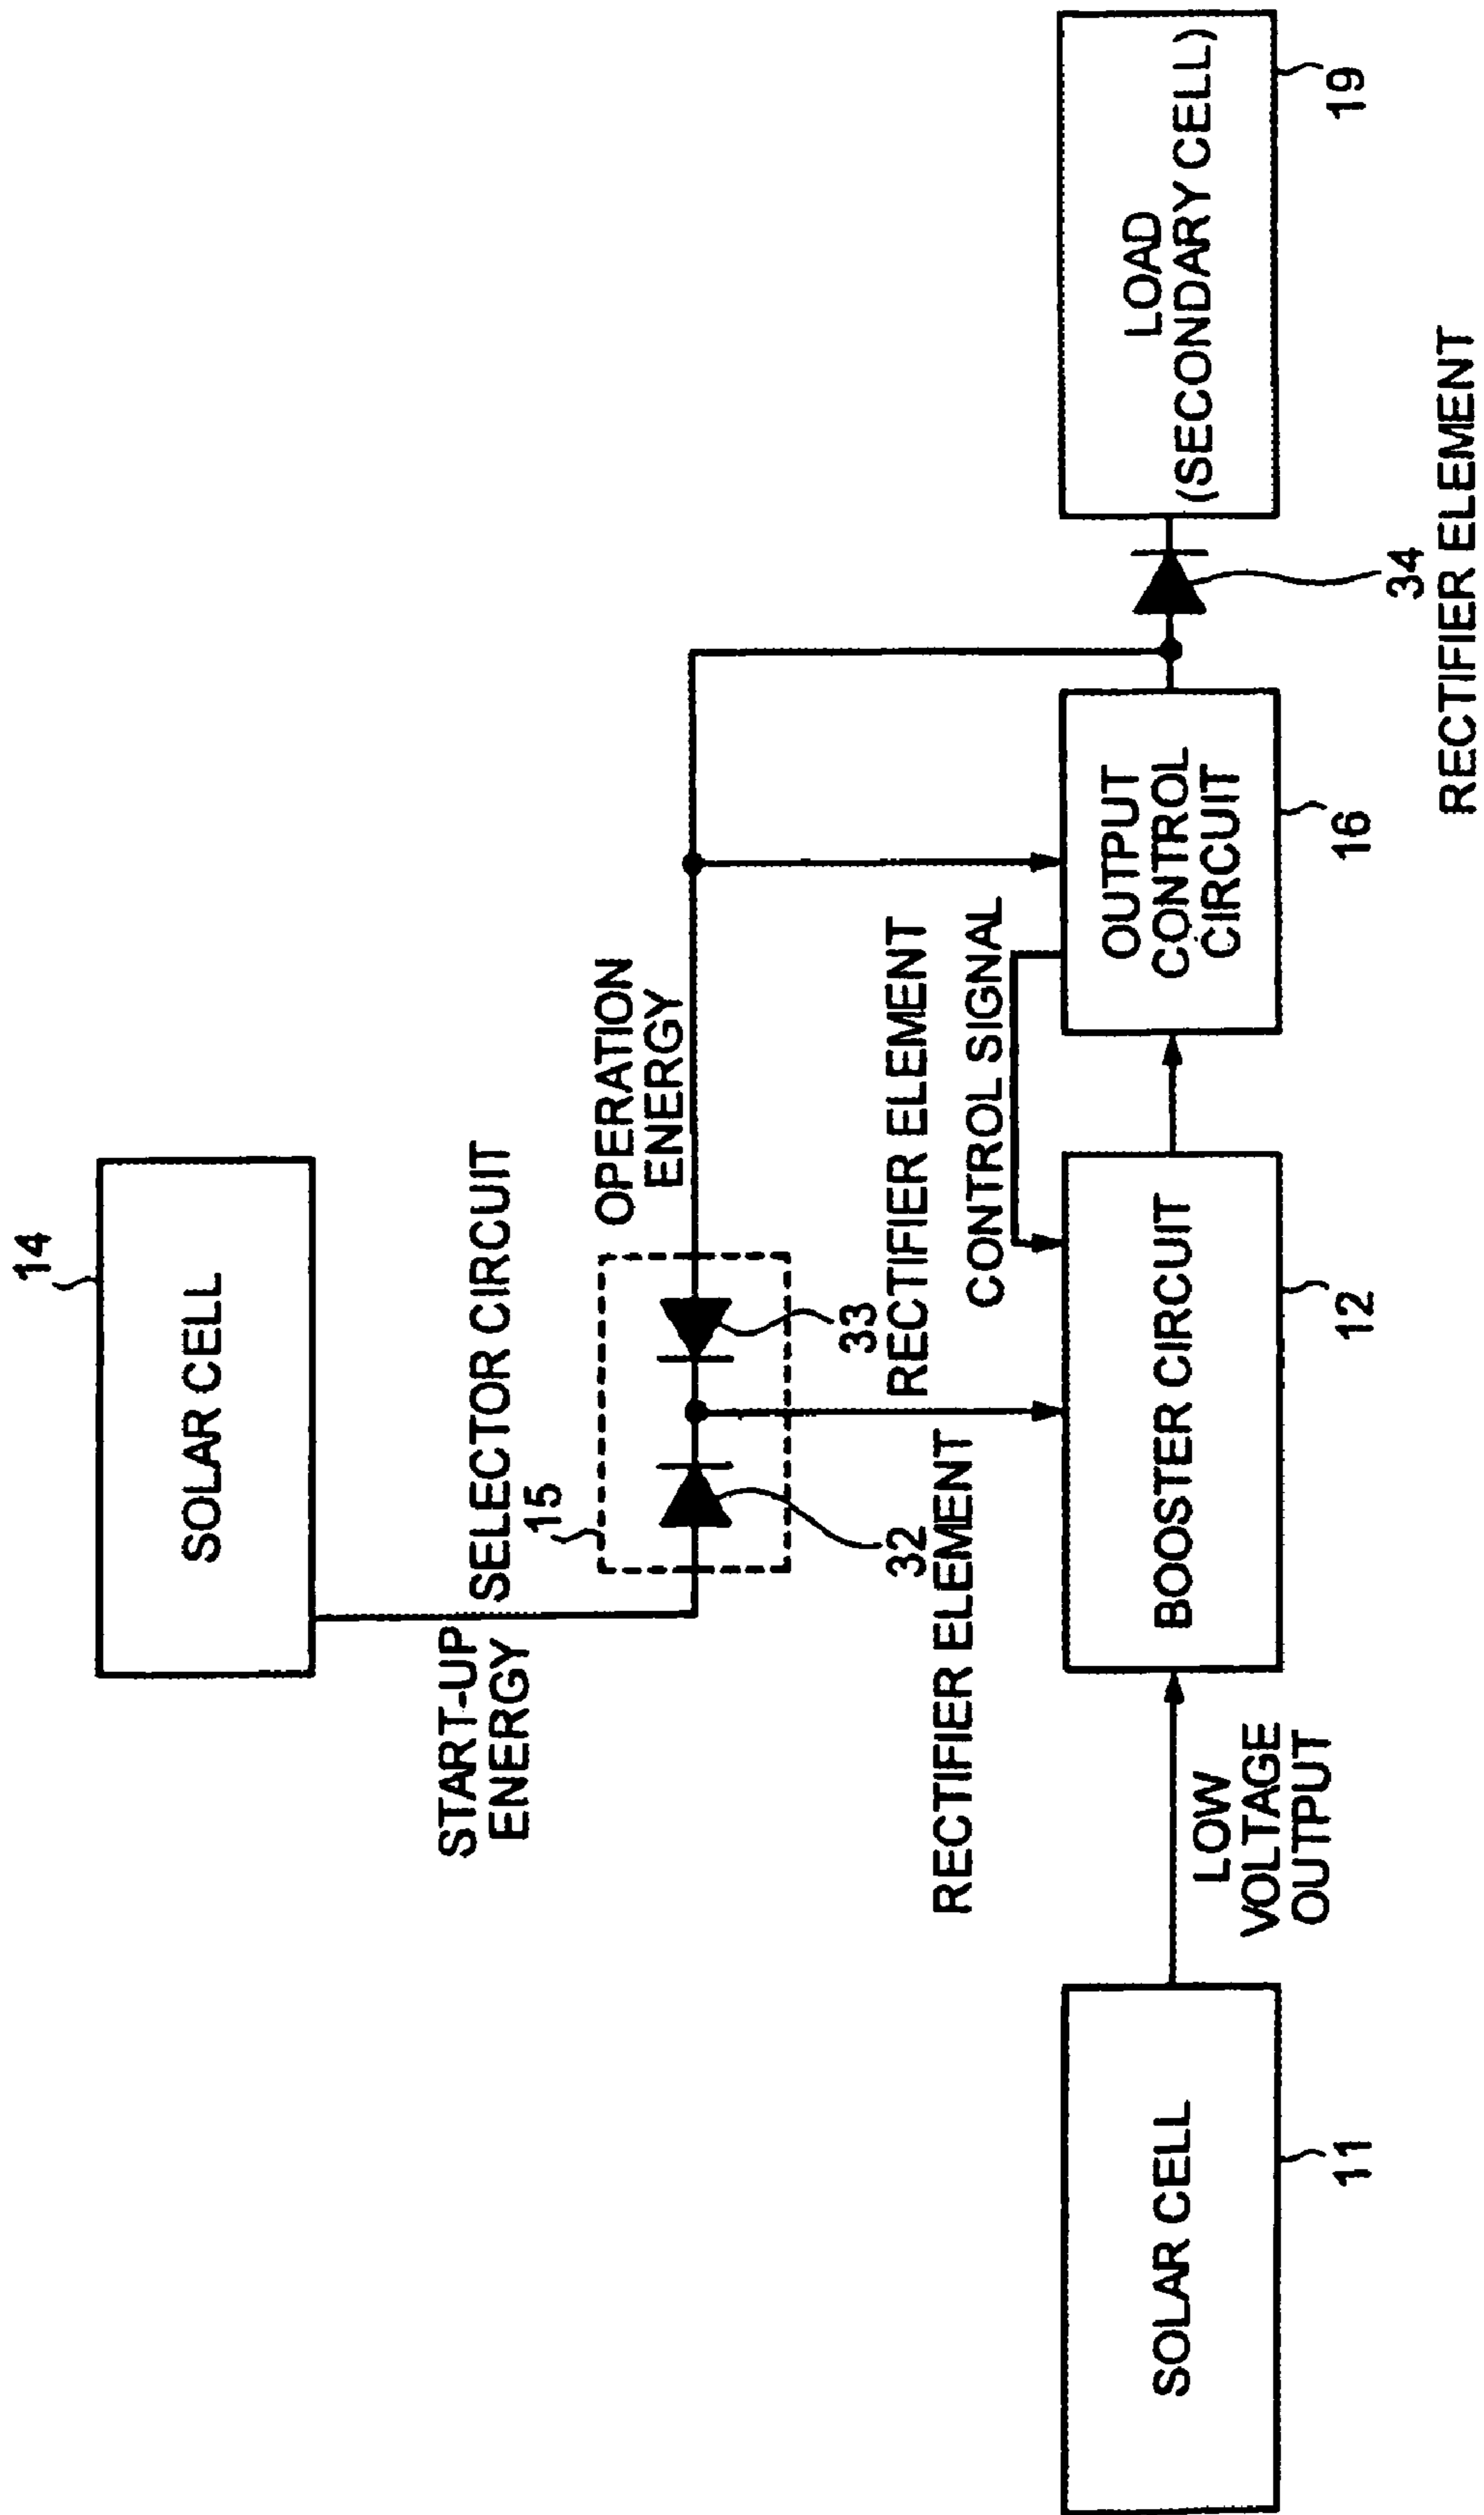 14
SOLAR CELL
START-UP
ENERGY
SELECTOR CIRCUIT
15
OPERATION
ENERGY
33
RECTIFIER ELEMENT
32
RECTIFIER ELEMENT
CONTROL SIGNAL
SOLAR CELL
11
LOW
VOLTAGE
OUTPUT
BOOSTER CIRCUIT
12
OUTPUT
CONTROL
CIRCUIT
16
34
RECTIFIER ELEMENT
LOAD
(SECONDARY CELL)
19